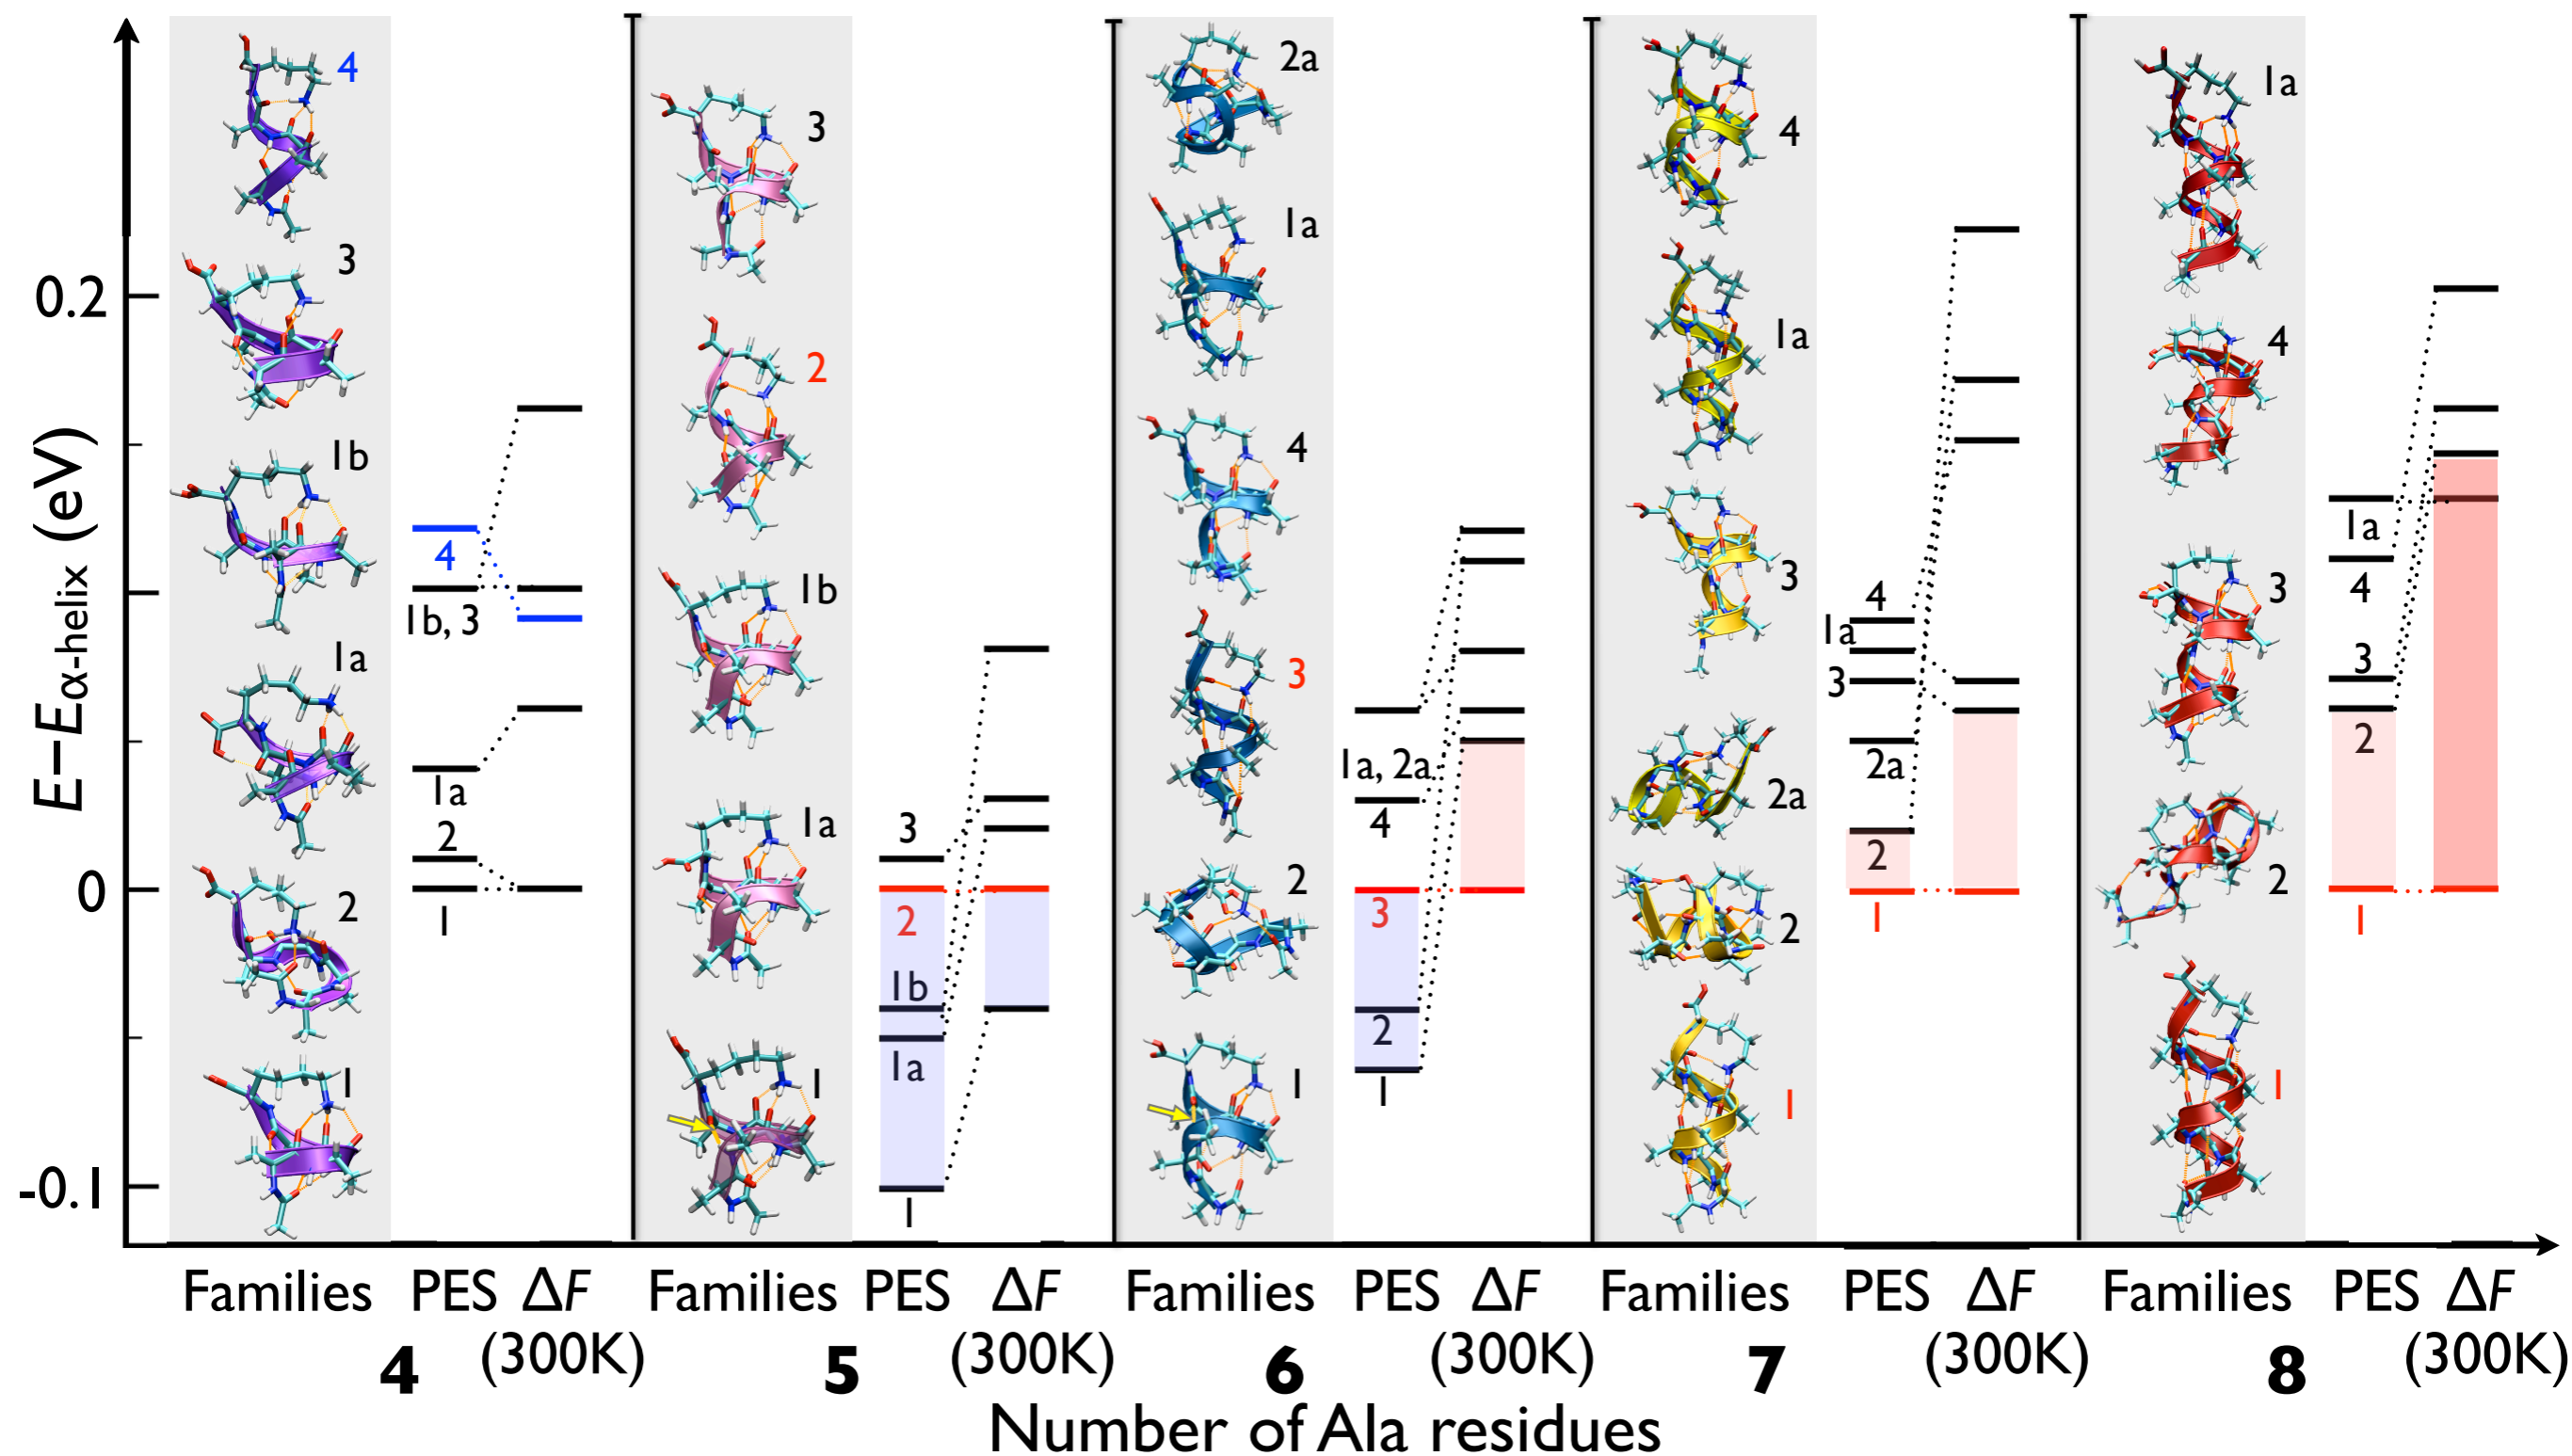 E−Eα-helix (eV)
0.2
0
-0.1
4
3
1b
1a
2
1
4
1b, 3
1a
2
1
3
2
1b
1a
1
3
2
1b
1a
1
2a
1a
4
3
2
1
1a, 2a
4
3
2
1
4
1a
3
2a
2
1
4
1a
3
2a
2
1
1a
4
3
2
1
1a
4
3
2
1
Families PES ΔF Families PES ΔF Families PES ΔF Families PES ΔF Families PES ΔF
(300K) (300K) (300K) (300K) (300K)
4 5 6 7 8
Number of Ala residues